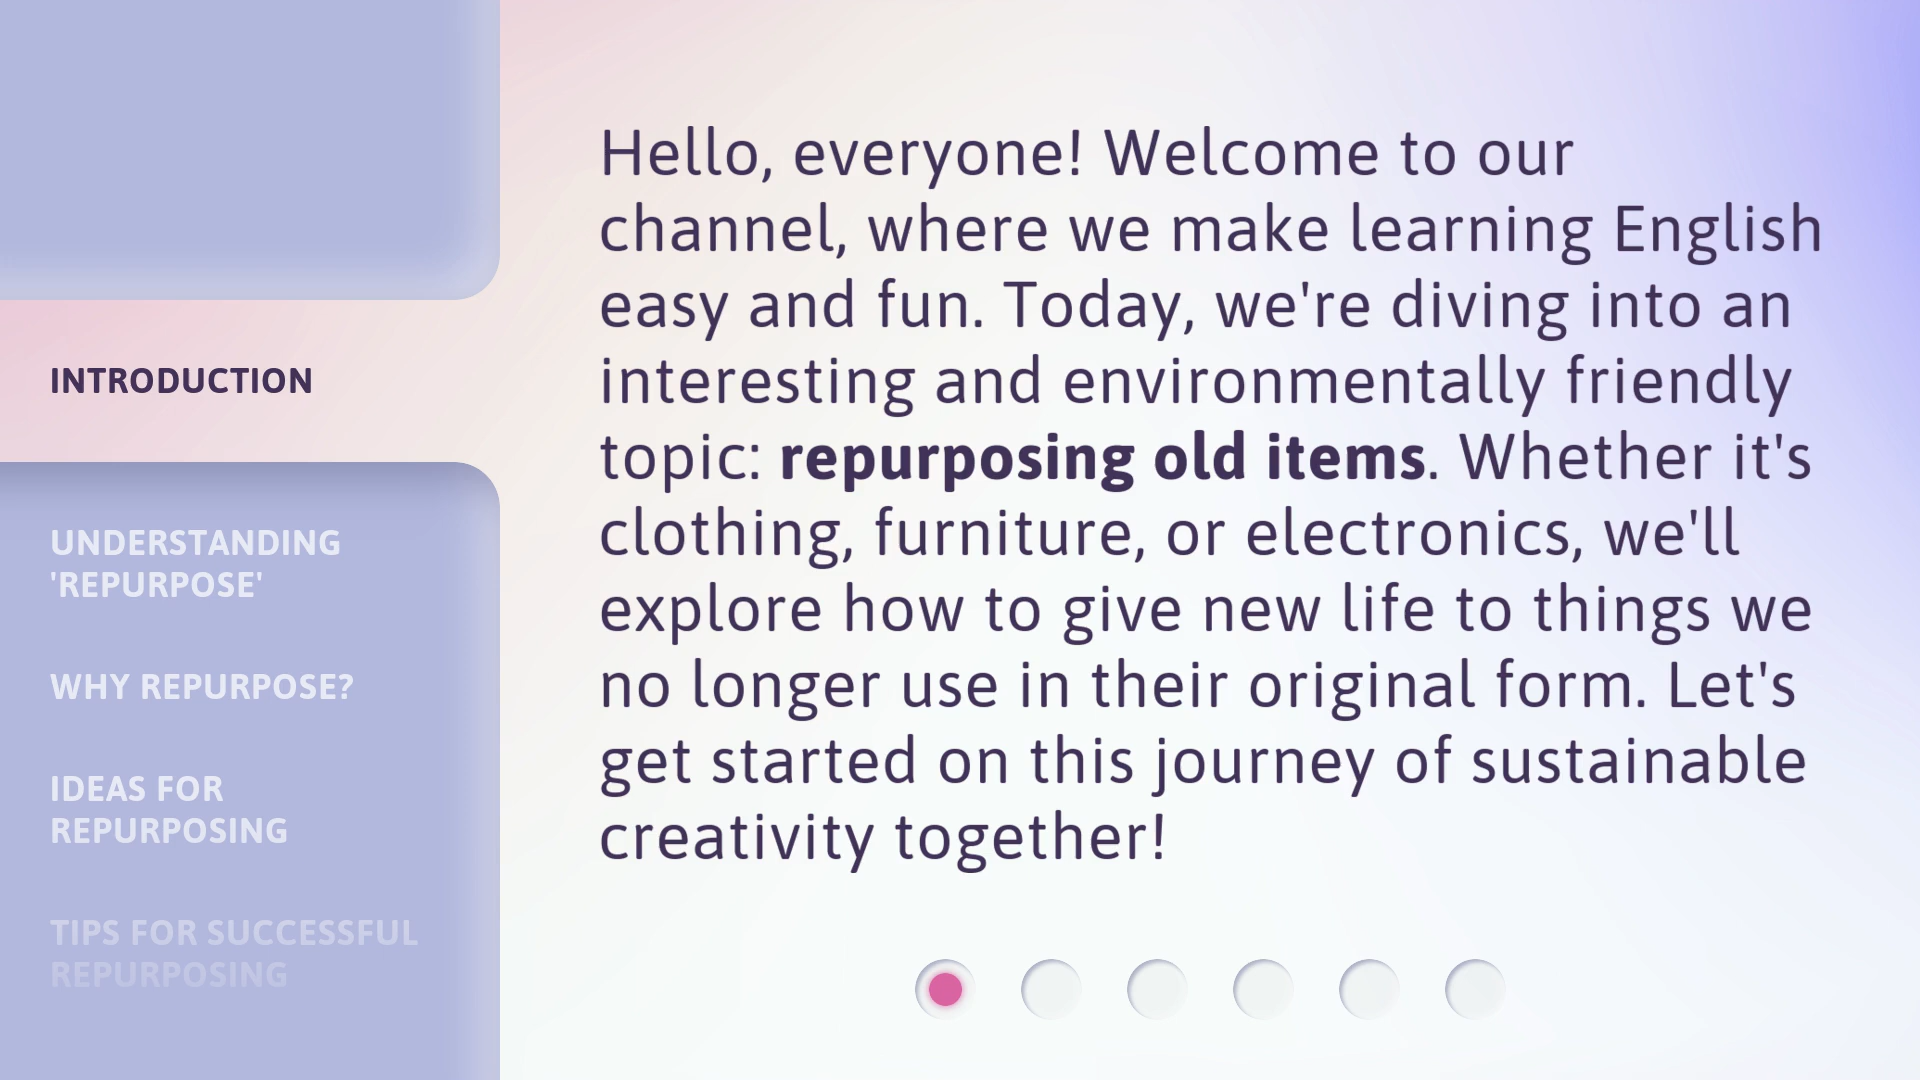 INTRODUCTION
UNDERSTANDING
'REPURPOSE'
WHY REPURPOSE?
IDEAS FOR
REPURPOSING
TIPS FOR SUCCESSFUL
REPURPOSING
Hello, everyone! Welcome to our
channel, where we make learning English
easy and fun. Today, we're diving into an
interesting and environmentally friendly
topic: repurposing old items. Whether it's
clothing, furniture, or electronics, we'll
explore how to give new life to things we
no longer use in their original form. Let's
get started on this journey of sustainable
creativity together!